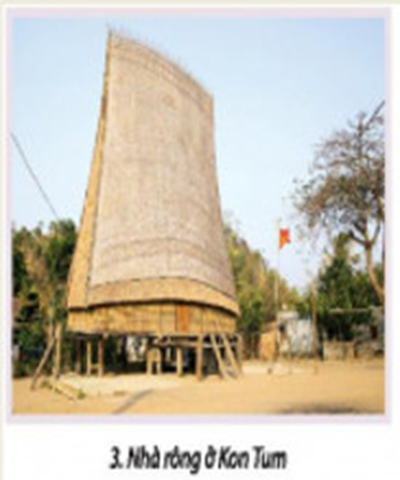 3. Nhà rông ở Kon Tum